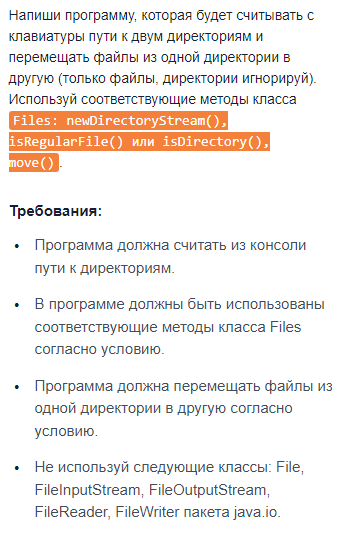 Напиши программу, которая будет считывать с
клавиатуры пути к двум директориям и
перемещать файлы из одной директории в
другую (только файлы, директории игнорируй).
Используй соответствующие методы класса
Files: newDirectoryStream(),
isRegularFile() или isDirectory(),
move().
Требования:
• Программа должна считать из консоли
пути к директориям.
• В программе должны быть использованы
соответствующие методы класса Files
согласно условию.
• Программа должна перемещать файлы из
одной директории в другую согласно
условию.
• Не используй следующие классы: File,
FileInputStream, FileOutputStream,
FileReader, FileWriter пакета java.io.